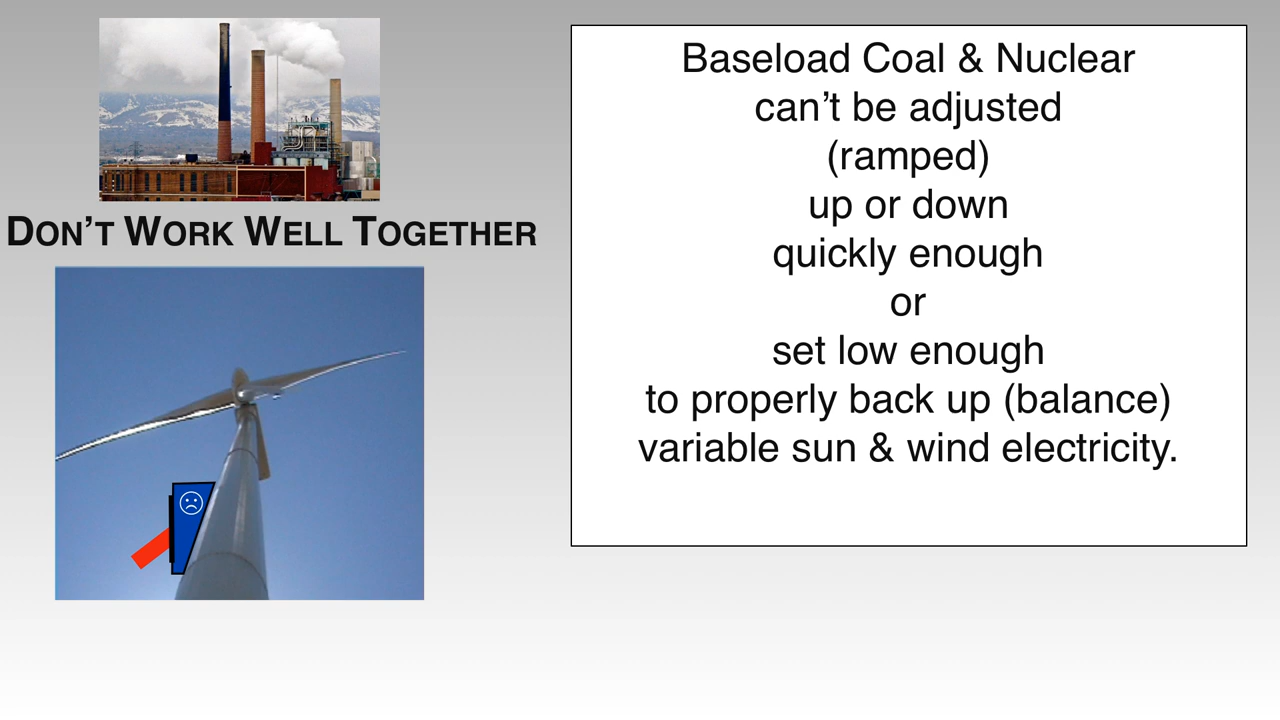 DON’T WORK WELL TOGETHER
Baseload Coal & Nuclear
can’t be adjusted
(ramped)
up or down
quickly enough
or
set low enough
to properly back up (balance)
variable sun & wind electricity.